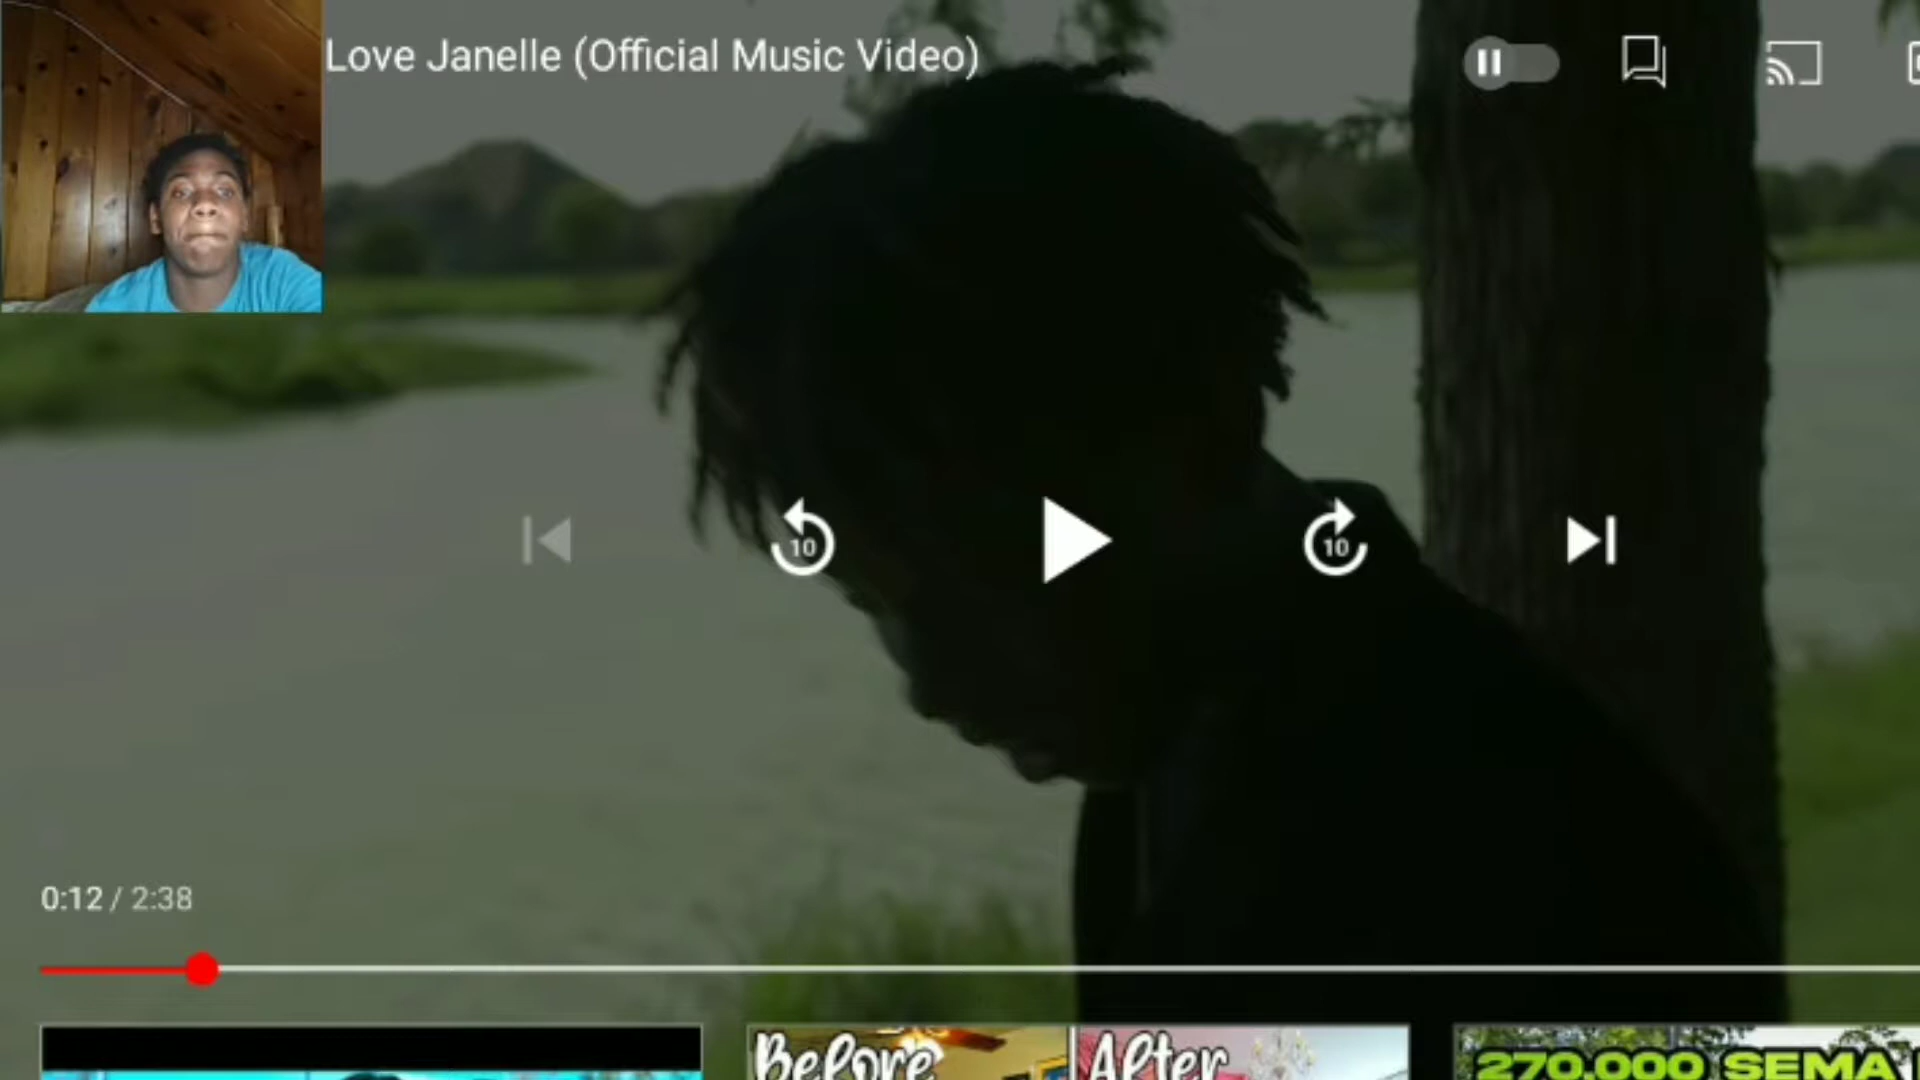 Love Janelle (Official Music Video)
10
10
0:12 / 2:38
Before
After
270.000 SEMA